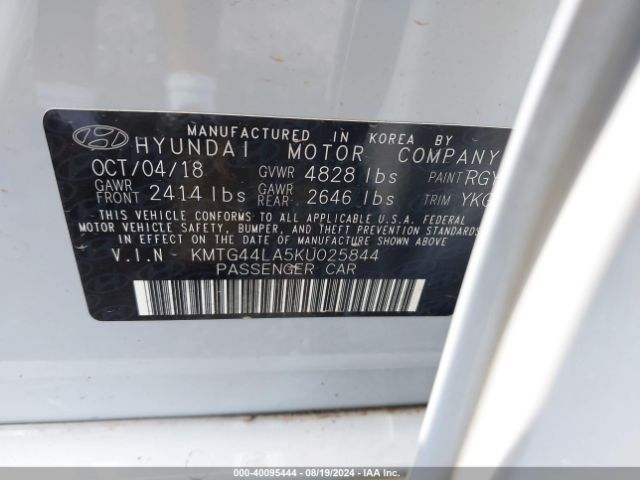 MANUFACTURED IN KOREA BY
HYUNDAI MOTOR COMPANY
OCT/04/18 GVWR 4828 lbs PAINT RGY
GAWR FRONT 2414 lbs GAWR REAR 2646 lbs TRIM
THIS VEHICLE CONFORMS TO ALL APPLICABLE U.S.A. FEDERAL
MOTOR VEHICLE SAFETY, BUMPER, AND THEFT PREVENTION STANDARDS
IN EFFECT ON THE DATE OF MANUFACTURE SHOWN ABOVE
V.I.N KMTG44LA5KU025844
PASSENGER CAR
000-40095444 - 08/19/2024 - IAA Inc.